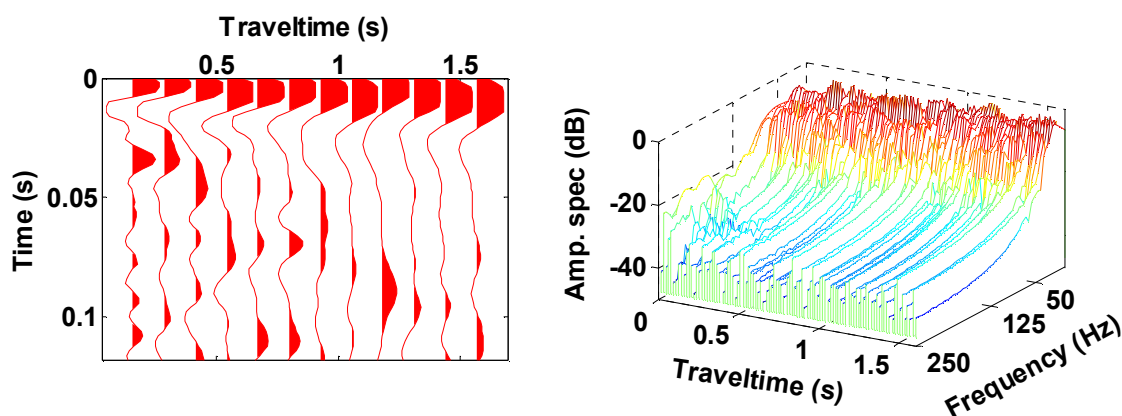 Traveltime (s)
0.5 1 1.5
0
0.05
0.1
Time (s)
0
-20
-40
Amp. spec (dB)
0 0.5 1 1.5
Traveltime (s)
50
125
250
Frequency (Hz)